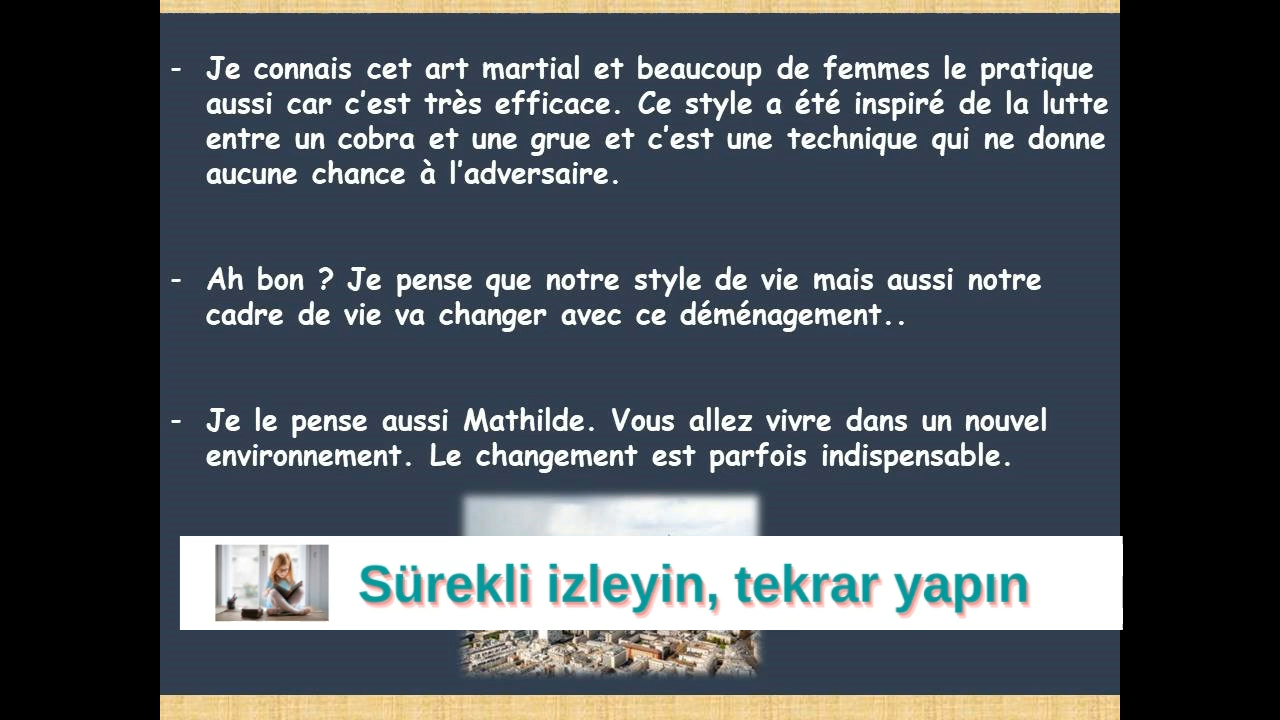 - Je connais cet art martial et beaucoup de femmes le pratique
aussi car c'est très efficace. Ce style a été inspiré de la lutte
entre un cobra et une grue et c'est une technique qui ne donne
aucune chance à l'adversaire.
- Ah bon ? Je pense que notre style de vie mais aussi notre
cadre de vie va changer avec ce déménagement..
- Je le pense aussi Mathilde. Vous allez vivre dans un nouvel
environnement. Le changement est parfois indispensable.
Sürekli izleyin, tekrar yapın